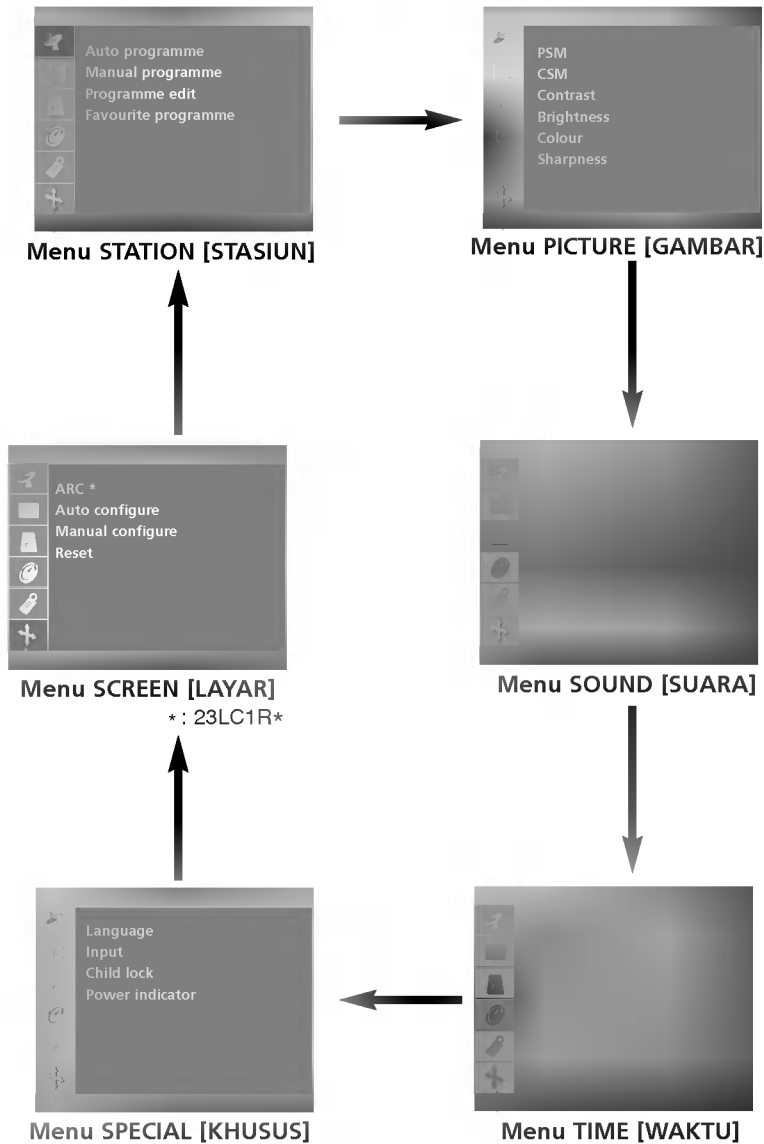 Auto programme
Manual programme
Programme edit
Favourite programme
Menu STATION [STASIUN]
PSM
CSM
Contrast
Brightness
Colour
Sharpness
Menu PICTURE [GAMBAR]
ARC *
Auto configure
Manual configure
Reset
Menu SCREEN [LAYAR]
* : 23LC1R*
Menu SOUND [SUARA]
Language
Input
Child lock
Power indicator
Menu SPECIAL [KHUSUS]
Menu TIME [WAKTU]